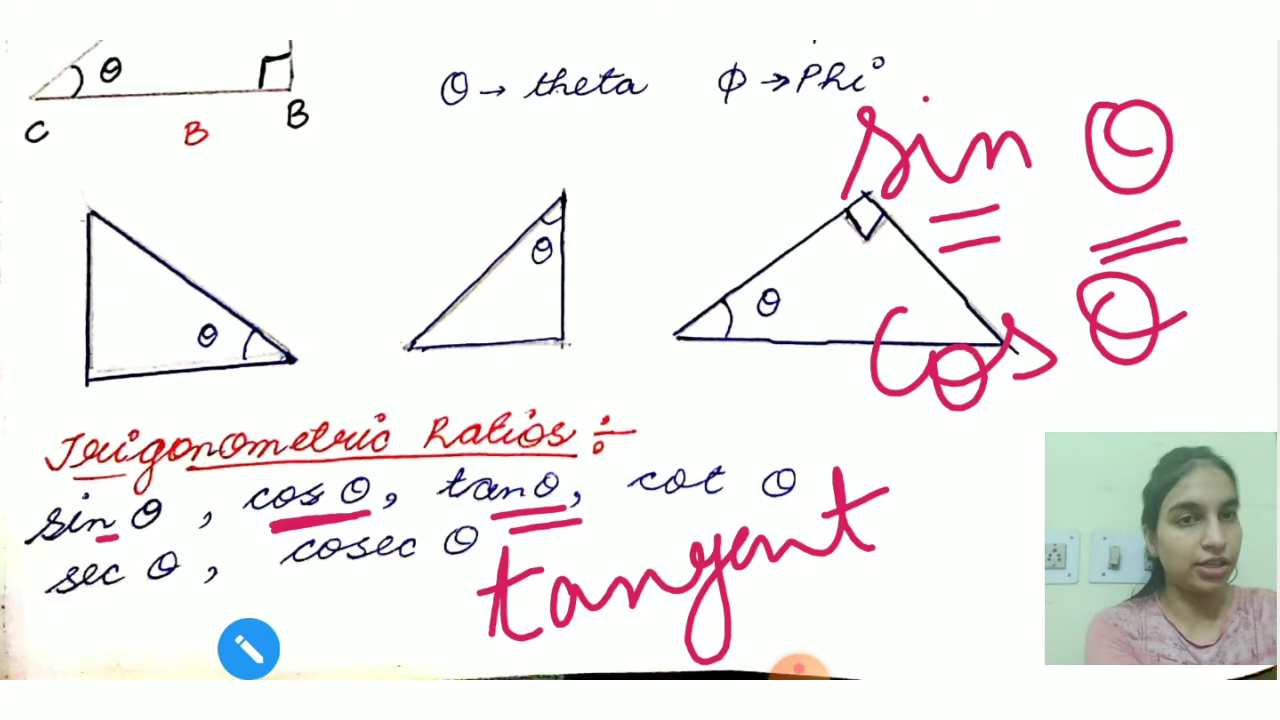 θ
C B B
θ → theta ϕ → Phi
sin θ
θ
θ
θ
cos θ
Trigonometric Ratios :-
sin θ , cos θ , tan θ , cot θ
sec θ , cosec θ
tangent